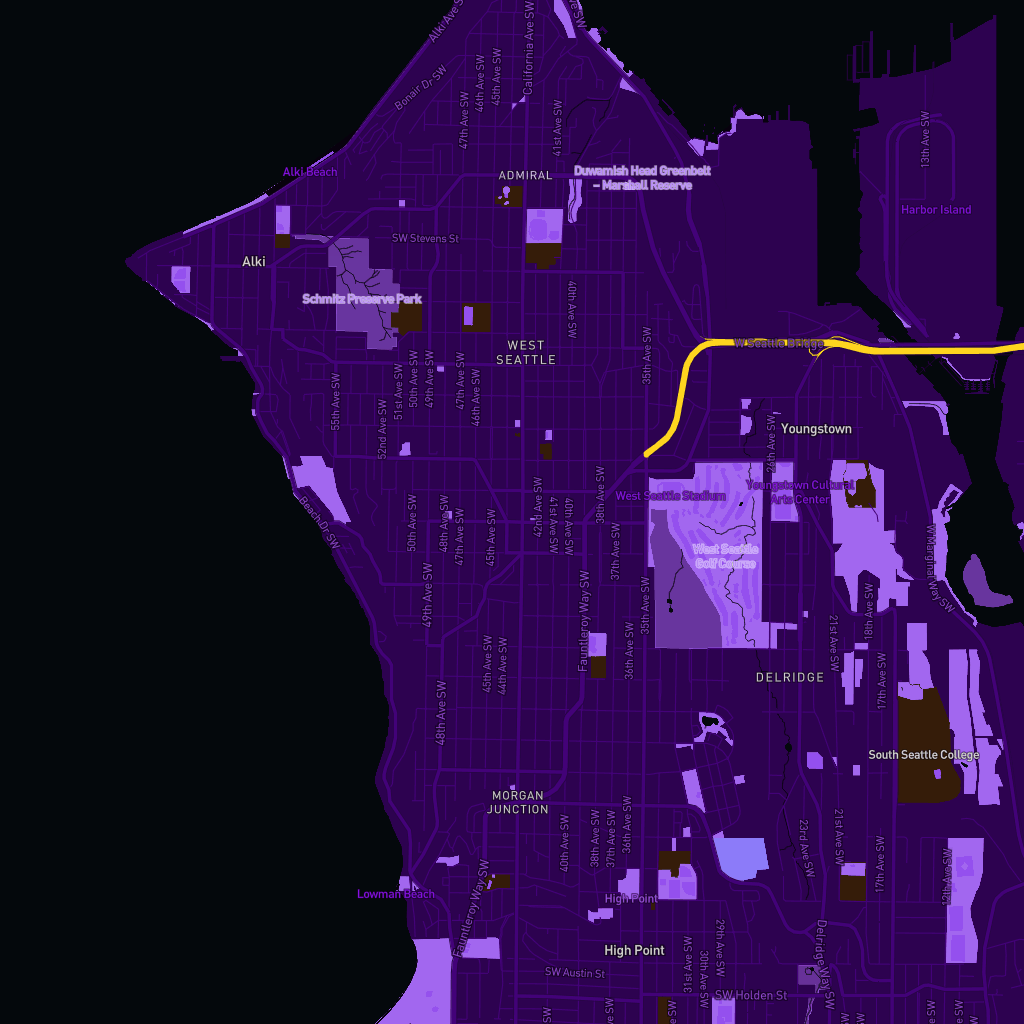 Alki Ave SW
California Ave SW
Bonair Dr SW
47th Ave SW
46th Ave SW
45th Ave SW
41st Ave SW
13th Ave SW
Alki Beach
ADMIRAL
Duwamish Head Greenbelt
– Marshall Reserve
Harbor Island
SW Stevens St
Alki
Schmitz Preserve Park
40th Ave SW
WEST
SEATTLE
35th Ave SW
W Seattle Bridge
55th Ave SW
52nd Ave SW
51st Ave SW
50th Ave SW
49th Ave SW
47th Ave SW
46th Ave SW
Youngstown
26th Ave SW
West Seattle Stadium
Youngstown Cultural
Arts Center
Beach Dr SW
50th Ave SW
48th Ave SW
47th Ave SW
45th Ave SW
42nd Ave SW
41st Ave SW
40th Ave SW
38th Ave SW
37th Ave SW
West Seattle
Golf Course
W Marginal Way SW
49th Ave SW
Fauntleroy Way SW
35th Ave SW
36th Ave SW
21st Ave SW
18th Ave SW
17th Ave SW
45th Ave SW
44th Ave SW
48th Ave SW
DELRIDGE
South Seattle College
MORGAN
JUNCTION
40th Ave SW
38th Ave SW
37th Ave SW
36th Ave SW
23rd Ave SW
21st Ave SW
17th Ave SW
12th Ave SW
Lowman Beach
Fauntleroy Way SW
High Point
High Point
29th Ave SW
31st Ave SW
30th Ave SW
Delridge Way SW
SW Austin St
SW Holden St